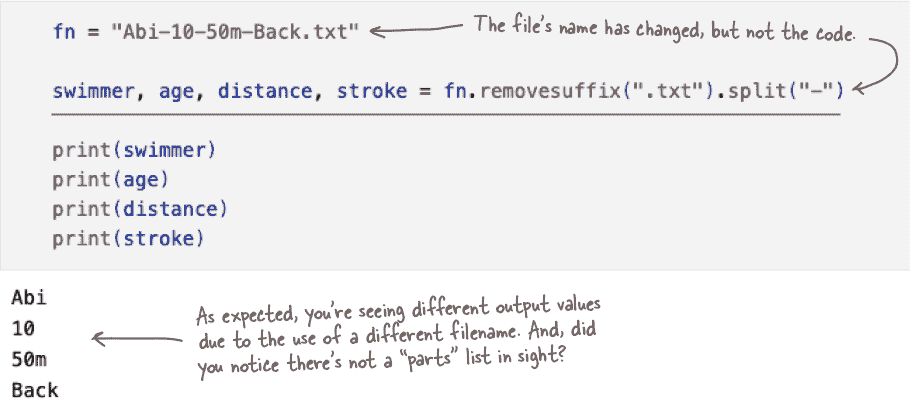 fn = "Abi-10-50m-Back.txt"
The file's name has changed, but not the code.
swimmer, age, distance, stroke = fn.removesuffix(".txt").split("-")
print(swimmer)
print(age)
print(distance)
print(stroke)
Abi
10
50m
Back
As expected, you're seeing different output values
due to the use of a different filename. And, did
you notice there's not a "parts" list in sight?